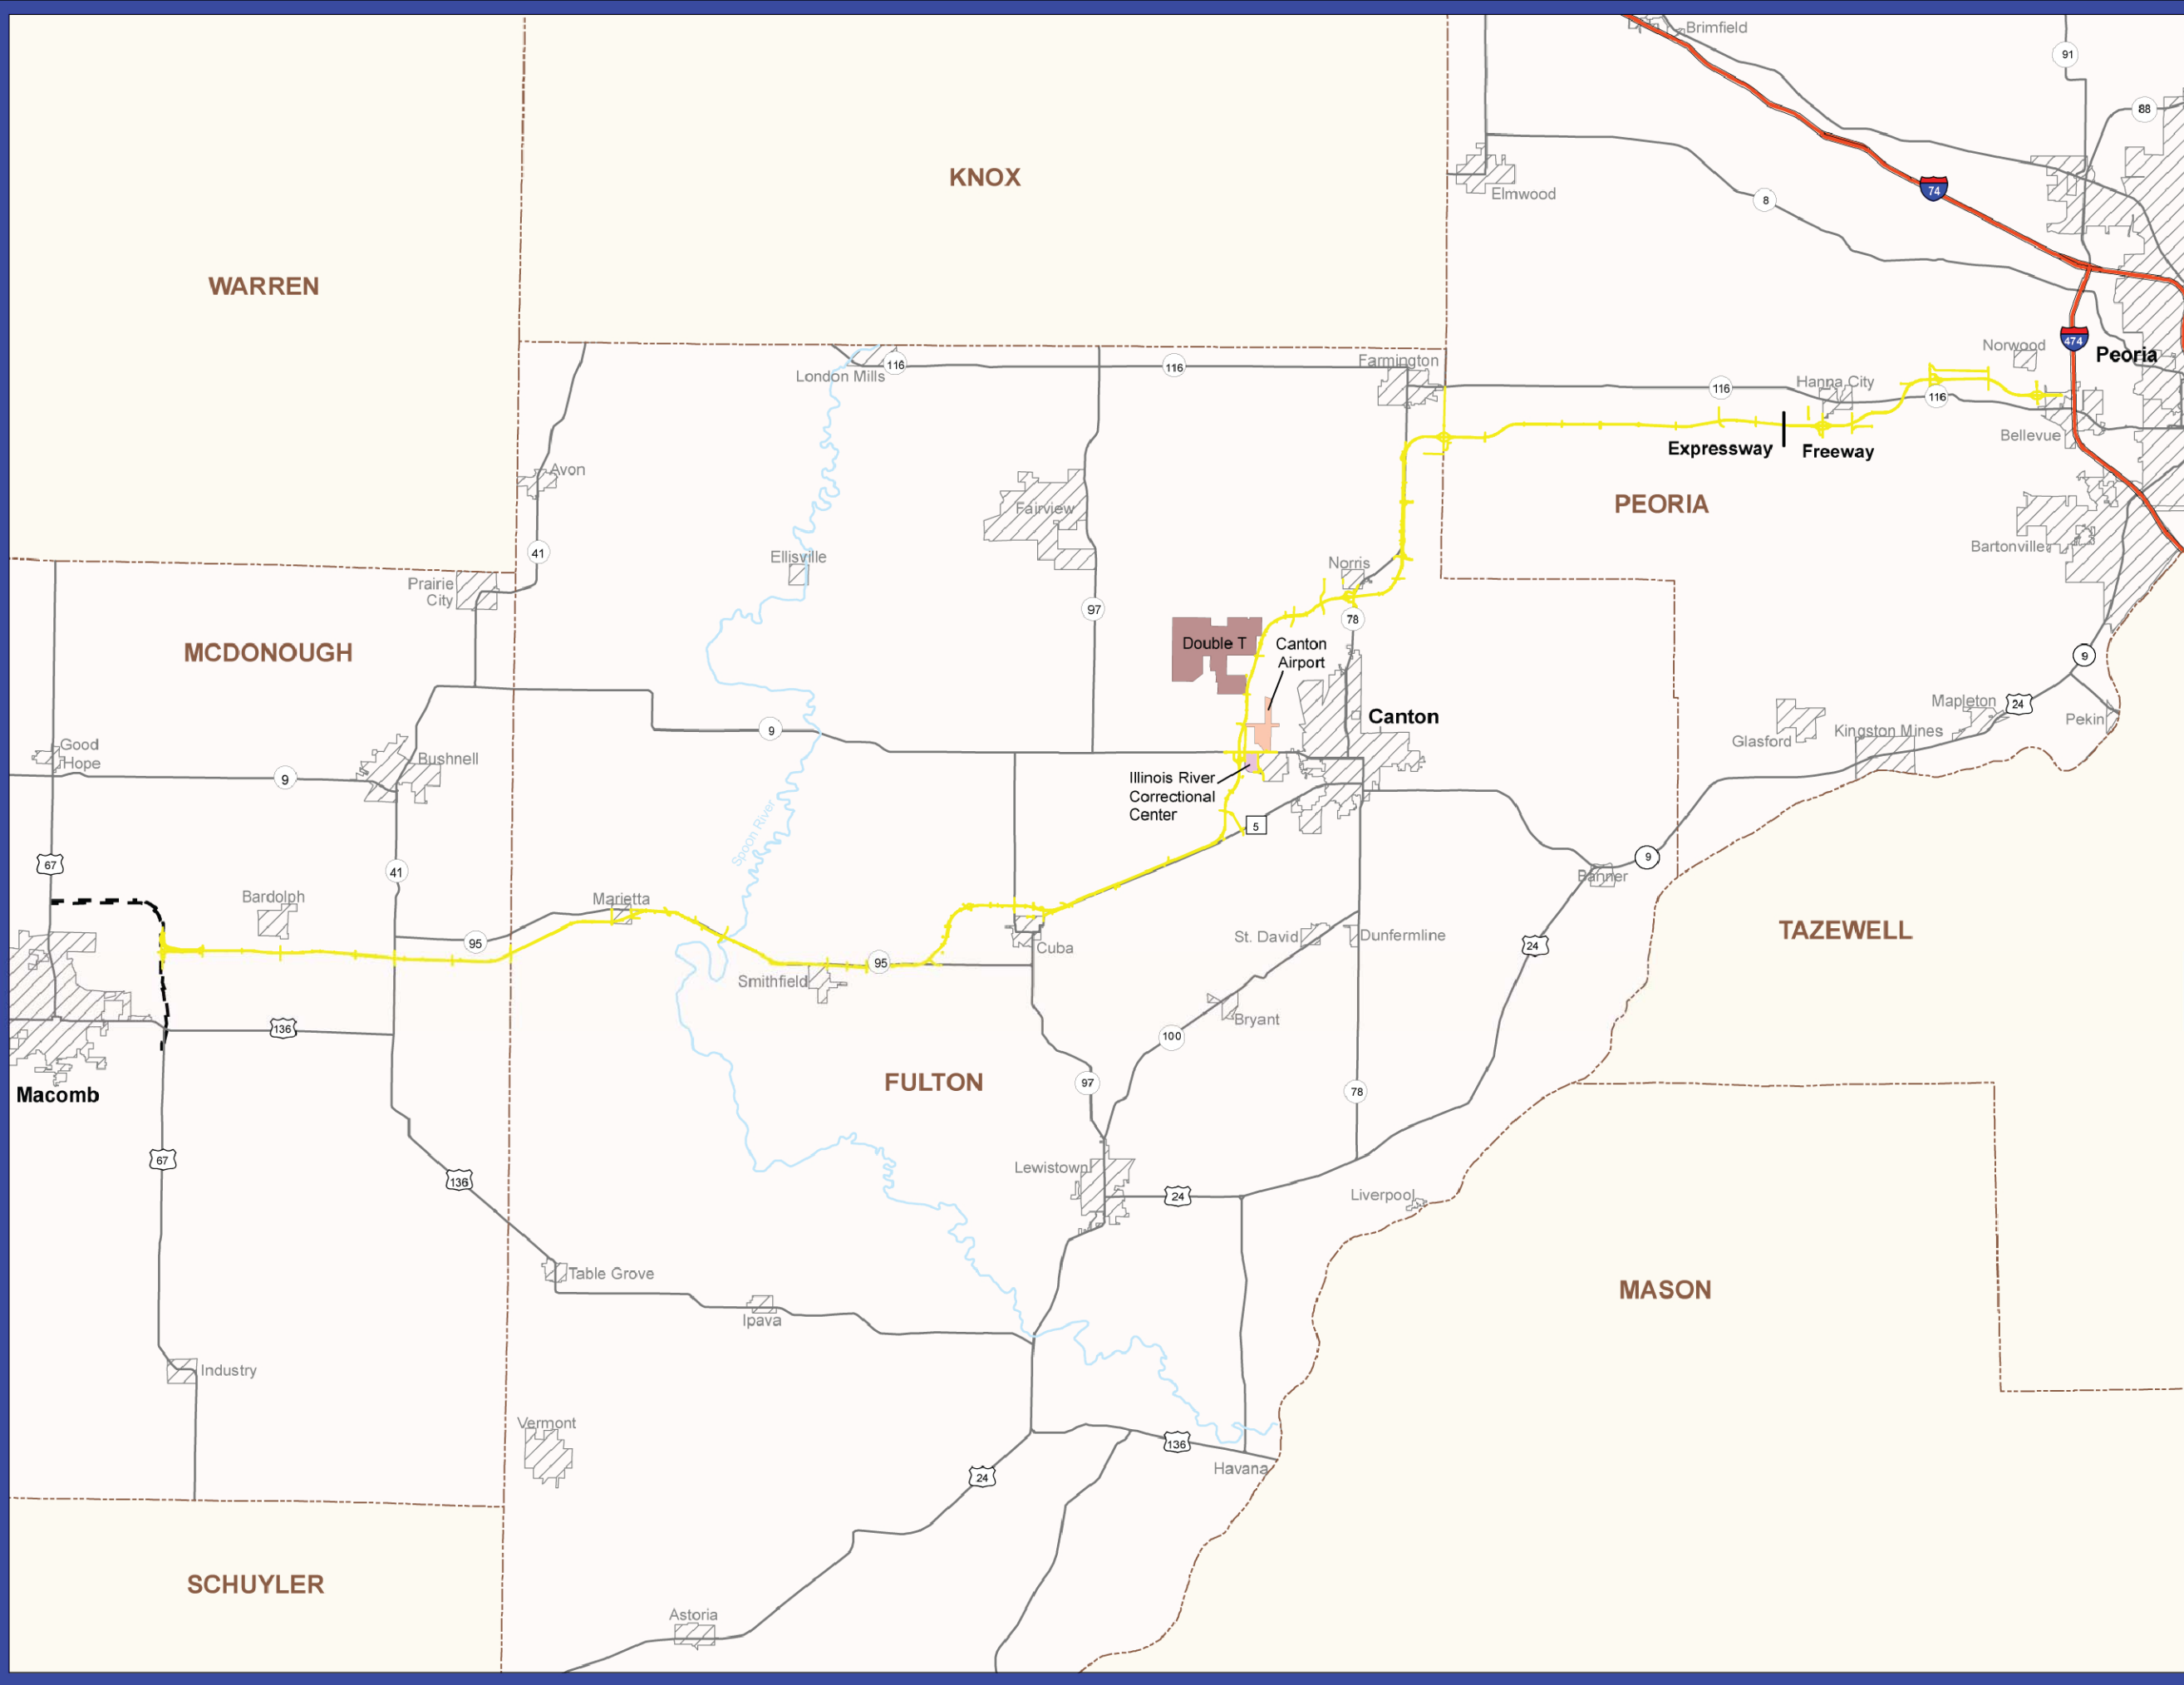 Brimfield
91
88
KNOX
74
Elmwood
8
WARREN
474
Norwood
Peoria
Farmington
116
London Mills
116
116
Hanna City
116
Bellevue
Expressway
Freeway
Avon
PEORIA
Fairview
41
Bartonville
Ellisville
Norris
Prairie
City
97
78
MCDONOUGH
Double T
Canton
Airport
9
Mapleton
24
Canton
Pekin
9
Kingston Mines
Glasford
Good
Hope
Bushnell
9
Illinois River
Correctional
Center
5
Spoon River
67
41
9
Banner
Bardolph
Marietta
TAZEWELL
95
St. David
Dunfermline
24
Cuba
95
Smithfield
Bryant
136
100
FULTON
97
78
Macomb
67
Lewistown
136
24
Liverpool
Table Grove
MASON
Ipava
Industry
Vermont
136
Havana
24
SCHUYLER
Astoria